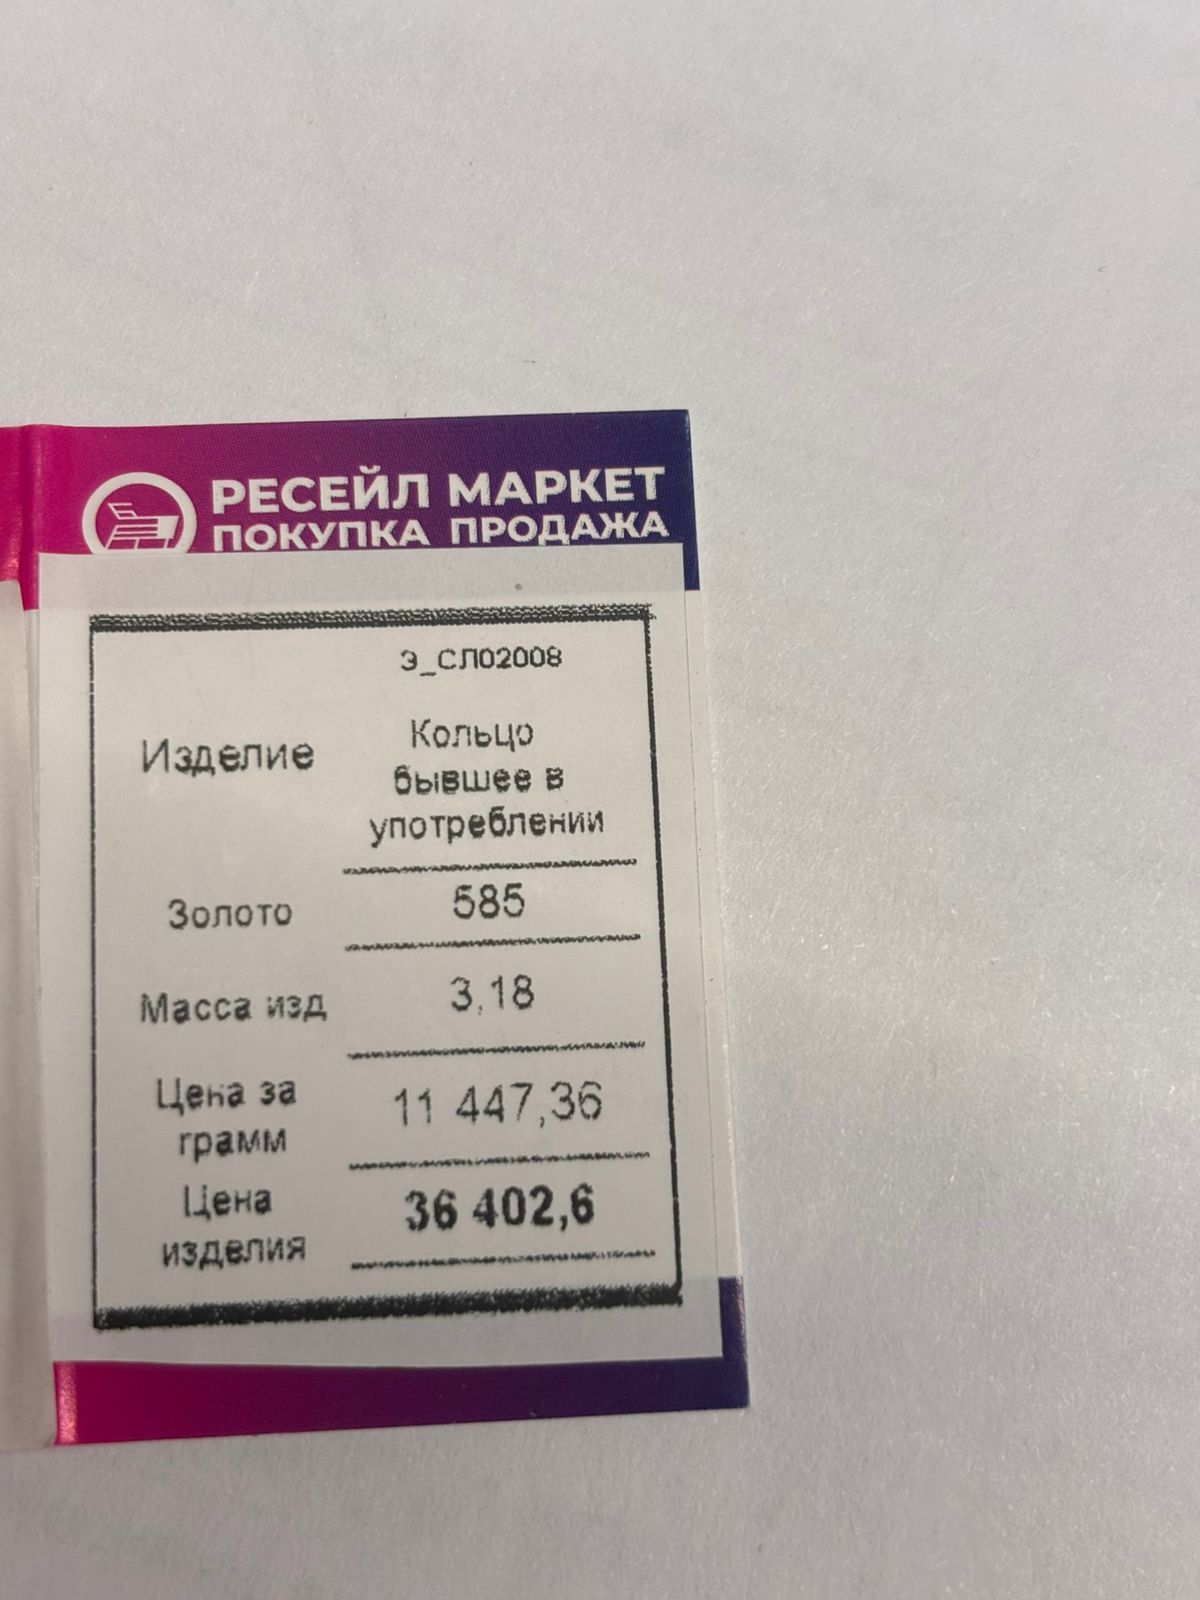 РЕСЕЙЛ МАРКЕТ
ПОКУПКА ПРОДАЖА
Э_СЛ02008
Изделие
Кольцо
бывшее в
употреблении
Золото 585
Масса изд 3,18
Цена за
грамм
11 447,36
Цена
изделия
36 402,6